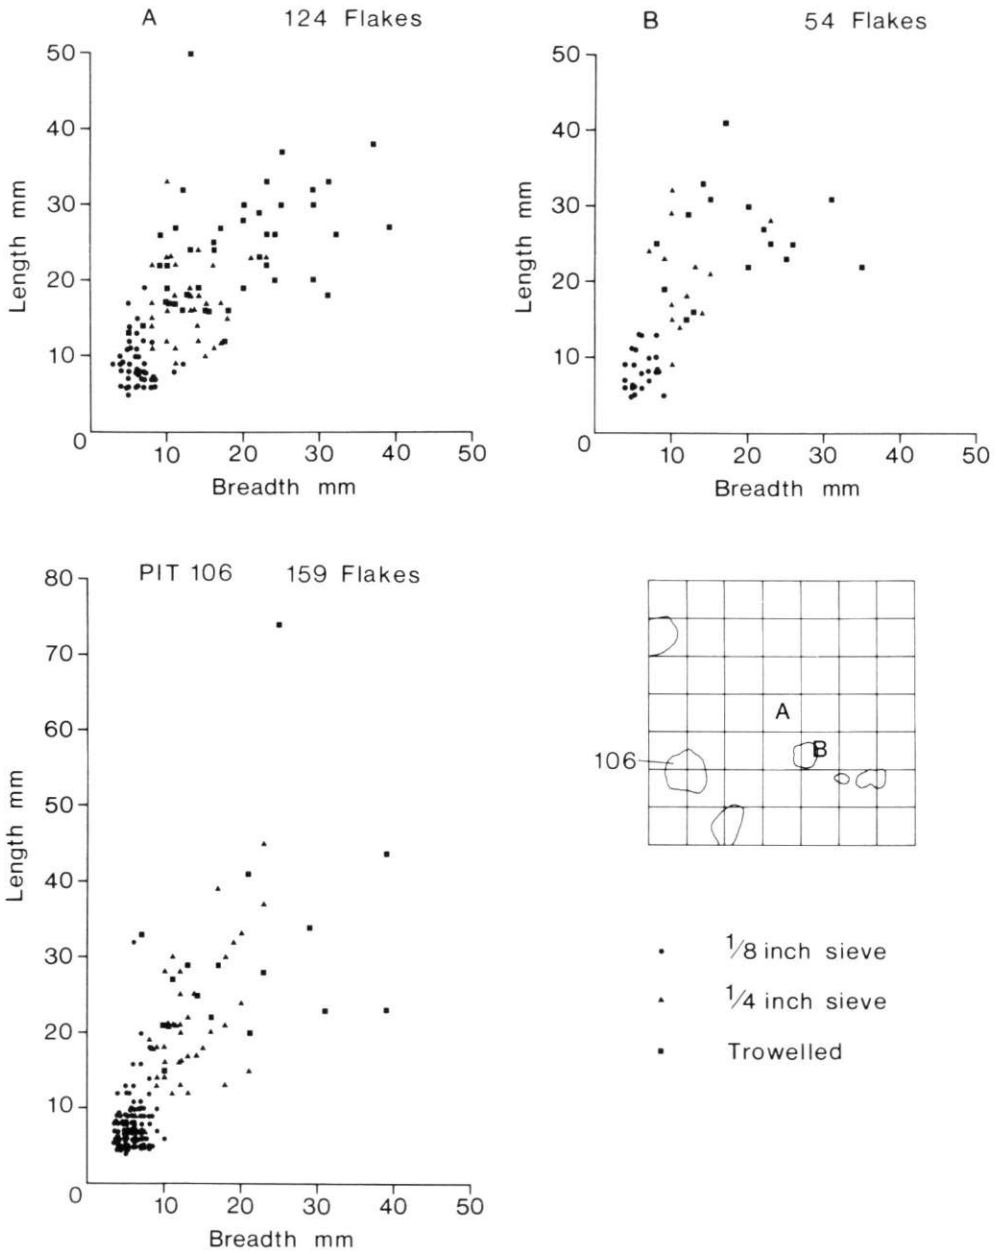 A 124 Flakes
50
40
30
20
10
0
10 20 30 40 50
Length mm
Breadth mm
B 54 Flakes
50
40
30
20
10
0
10 20 30 40 50
Length mm
Breadth mm
PIT 106 159 Flakes
80
70
60
50
40
30
20
10
0
10 20 30 40 50
Length mm
Breadth mm
A
B
106
1/8 inch sieve
1/4 inch sieve
Trowelled